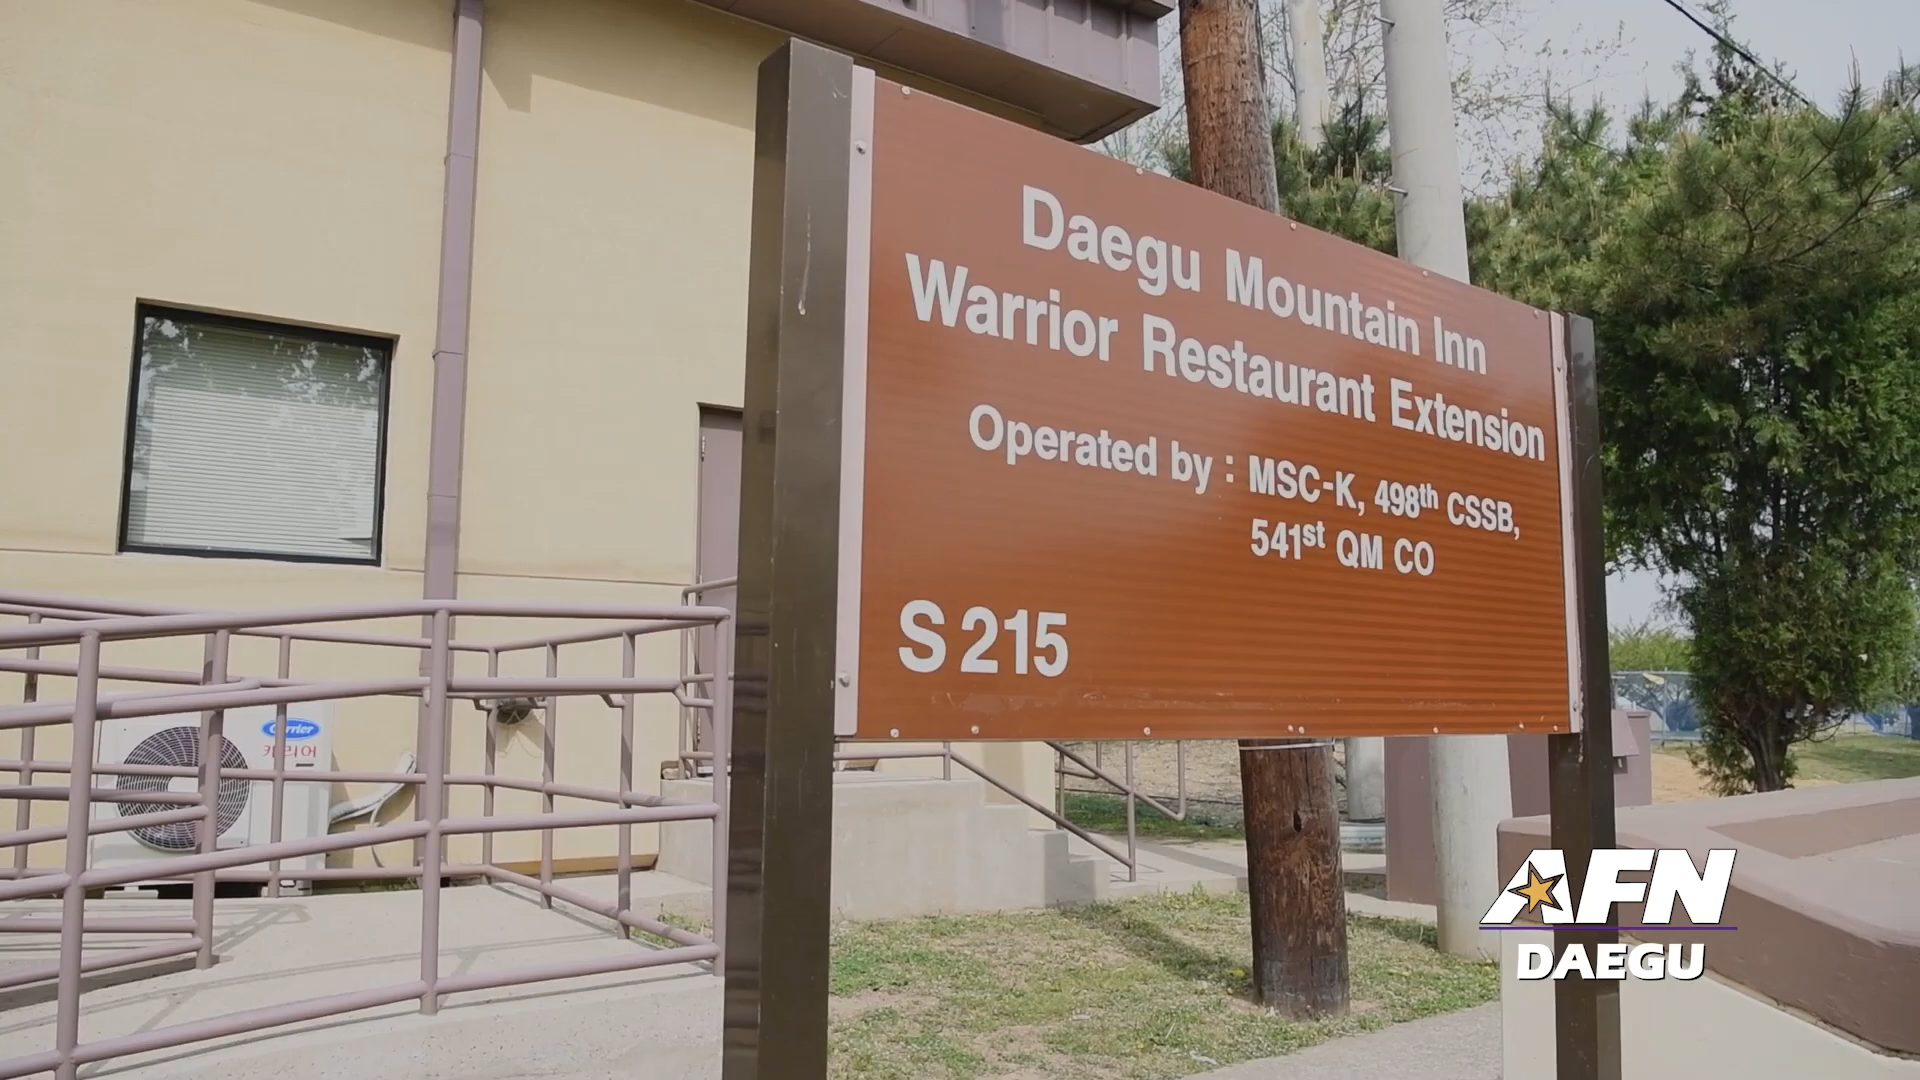 Daegu Mountain Inn
Warrior Restaurant Extension
Operated by : MSC-K, 498th CSSB,
541st QM CO
S 215
Carrier
캐리어
AFN
DAEGU